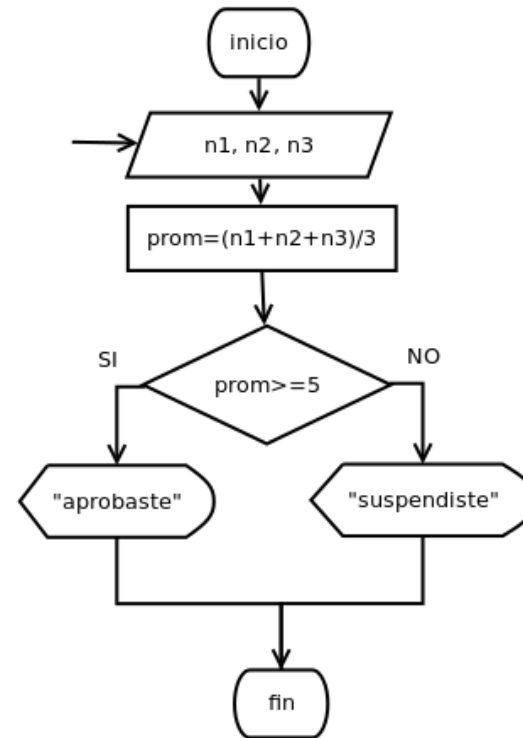 inicio
n1, n2, n3
prom=(n1+n2+n3)/3
SI
NO
prom>=5
"aprobaste"
"suspendiste"
fin